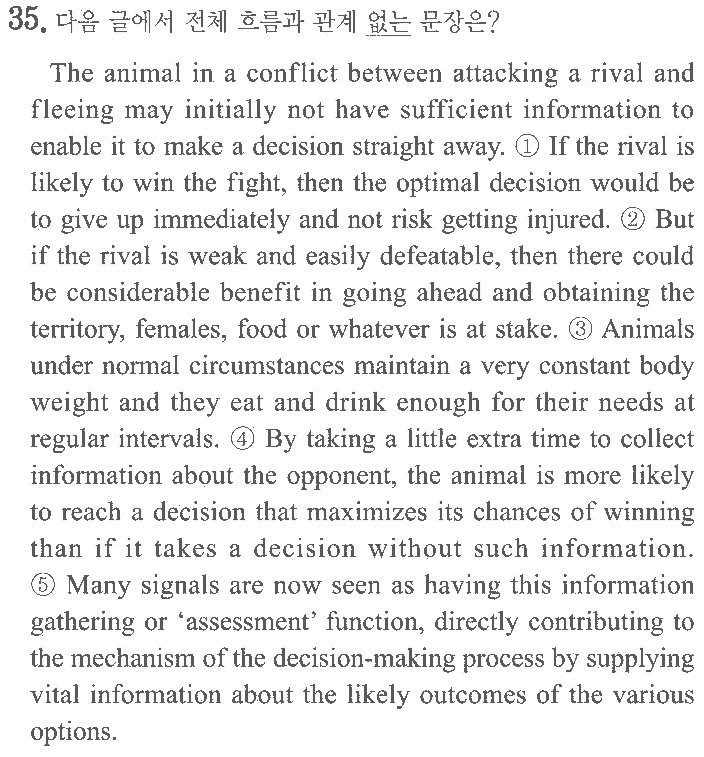 35. 다음 글에서 전체 흐름과 관계 없는 문장은?
The animal in a conflict between attacking a rival and
fleeing may initially not have sufficient information to
enable it to make a decision straight away. ① If the rival is
likely to win the fight, then the optimal decision would be
to give up immediately and not risk getting injured. ② But
if the rival is weak and easily defeatable, then there could
be considerable benefit in going ahead and obtaining the
territory, females, food or whatever is at stake. ③ Animals
under normal circumstances maintain a very constant body
weight and they eat and drink enough for their needs at
regular intervals. ④ By taking a little extra time to collect
information about the opponent, the animal is more likely
to reach a decision that maximizes its chances of winning
than if it takes a decision without such information.
⑤ Many signals are now seen as having this information
gathering or ‘assessment’ function, directly contributing to
the mechanism of the decision-making process by supplying
vital information about the likely outcomes of the various
options.